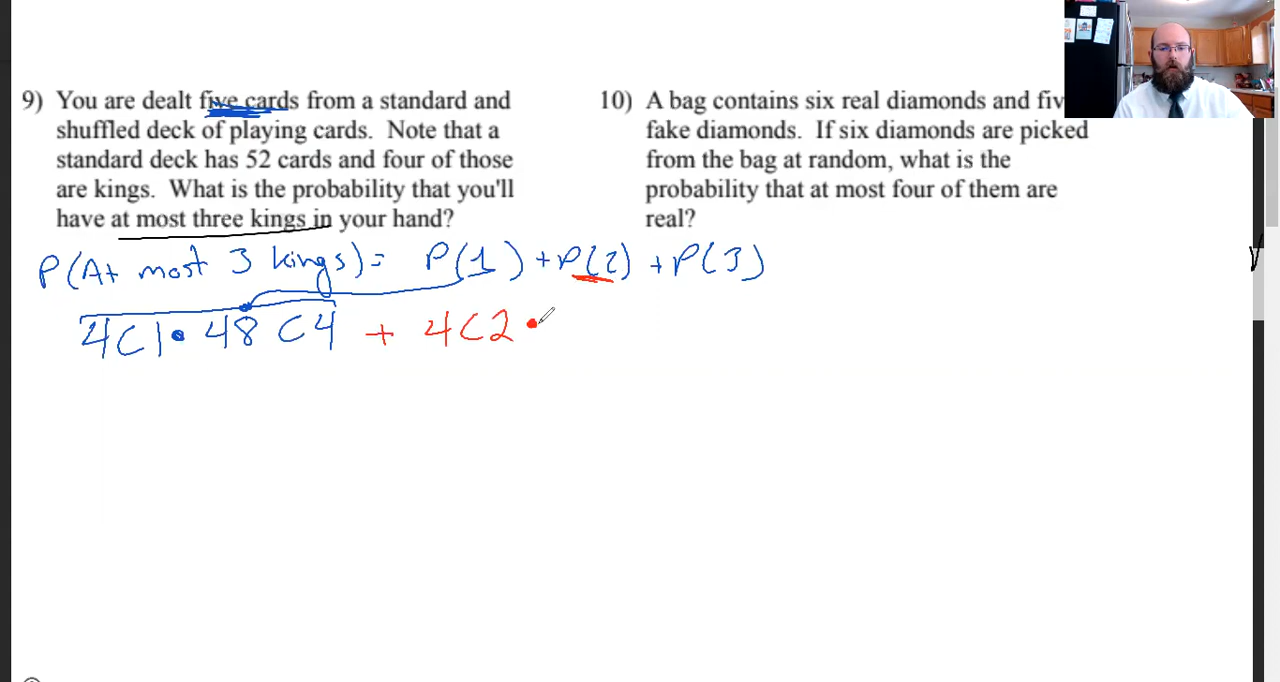 9) You are dealt five cards from a standard and
shuffled deck of playing cards. Note that a
standard deck has 52 cards and four of those
are kings. What is the probability that you'll
have at most three kings in your hand?
P(At most 3 kings) = P(1) + P(2) + P(3)
4C1 • 48C4 + 4C2 •
10) A bag contains six real diamonds and fiv
fake diamonds. If six diamonds are picked
from the bag at random, what is the
probability that at most four of them are
real?